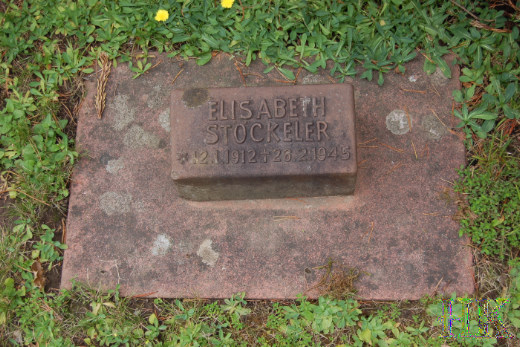 ELISABETH
STOCKELER
* 12.1.1912 † 23.2.1945